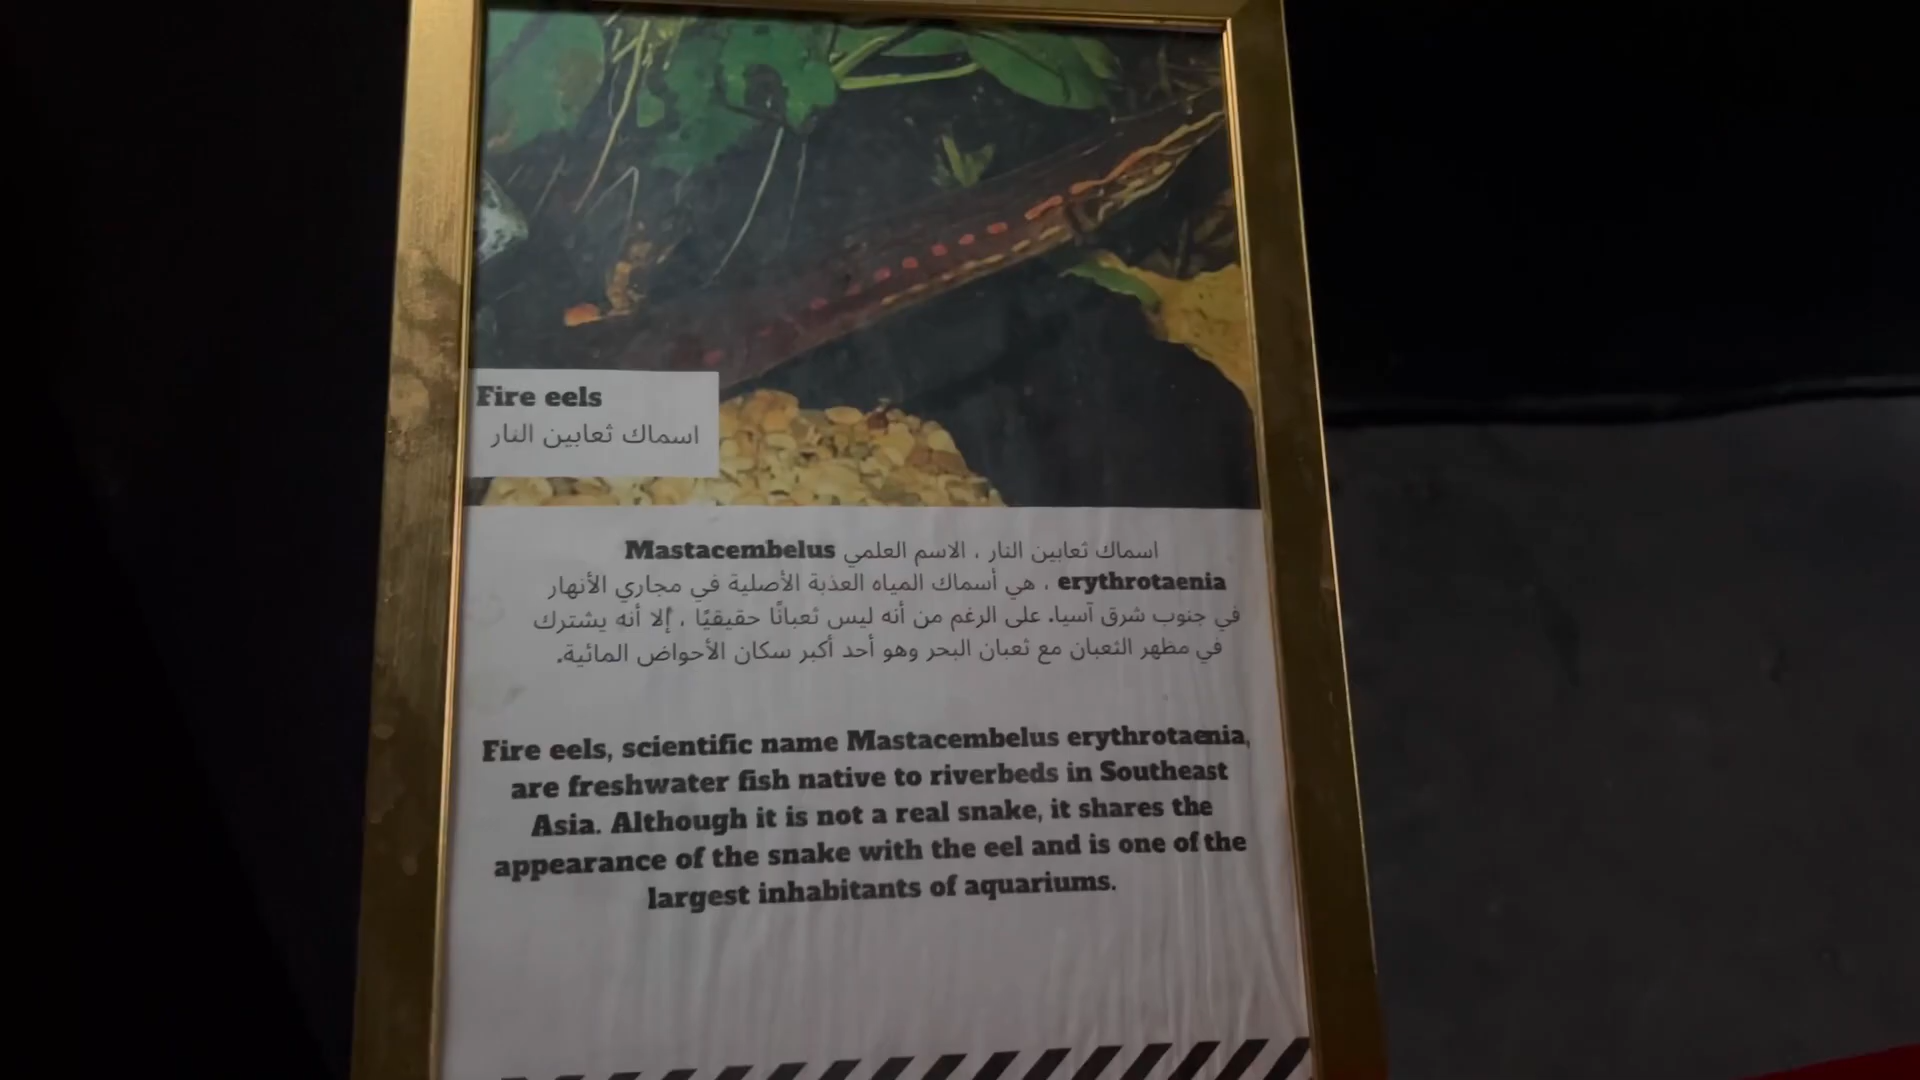 Fire eels
اسماك ثعابين النار
اسماك ثعابين النار ، الاسم العلمي Mastacembelus
erythrotaenia ، هي أسماك المياه العذبة الأصلية في مجاري الأنهار
في جنوب شرق آسيا. على الرغم من أنه ليس ثعبانًا حقيقيًا ، إلا أنه يشترك
في مظهر الثعبان مع ثعبان البحر وهو أحد أكبر سكان الأحواض المائية.
Fire eels, scientific name Mastacembelus erythrotaenia,
are freshwater fish native to riverbeds in Southeast
Asia. Although it is not a real snake, it shares the
appearance of the snake with the eel and is one of the
largest inhabitants of aquariums.